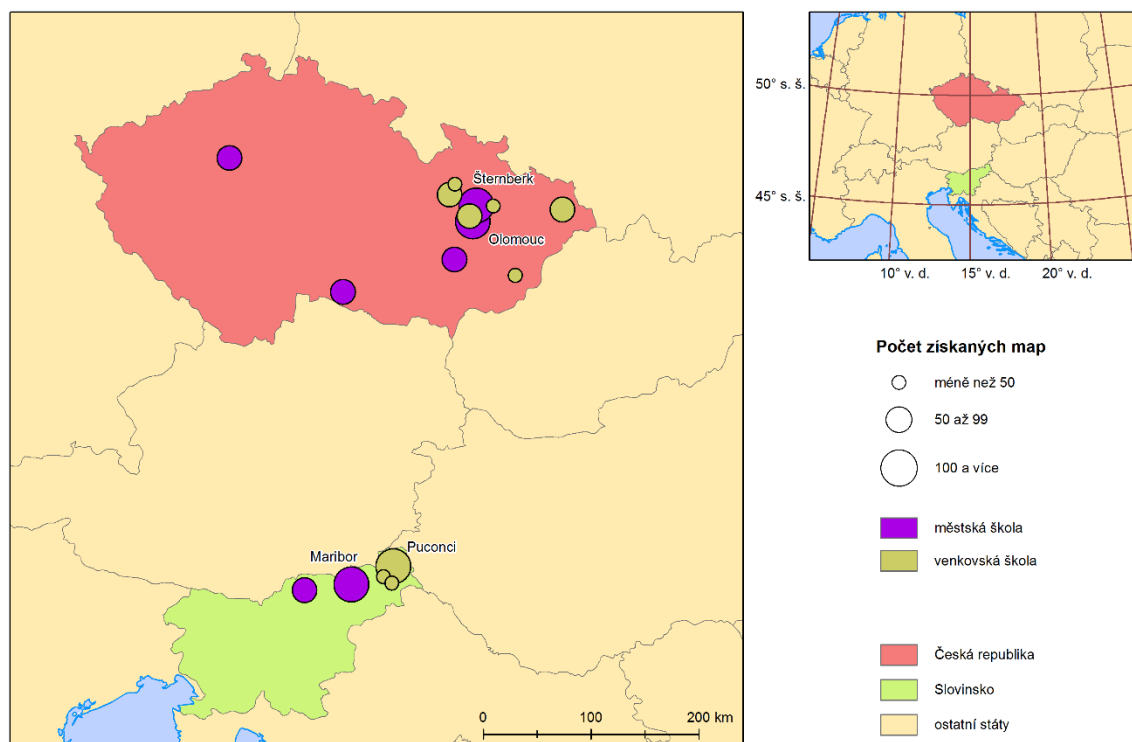 Šternberk
Olomouc
Maribor
Puconci
0 100 200 km
50° s. š.
45° s. š.
10° v. d. 15° v. d. 20° v. d.
Počet získaných map
méně než 50
50 až 99
100 a více
městská škola
venkovská škola
Česká republika
Slovinsko
ostatní státy